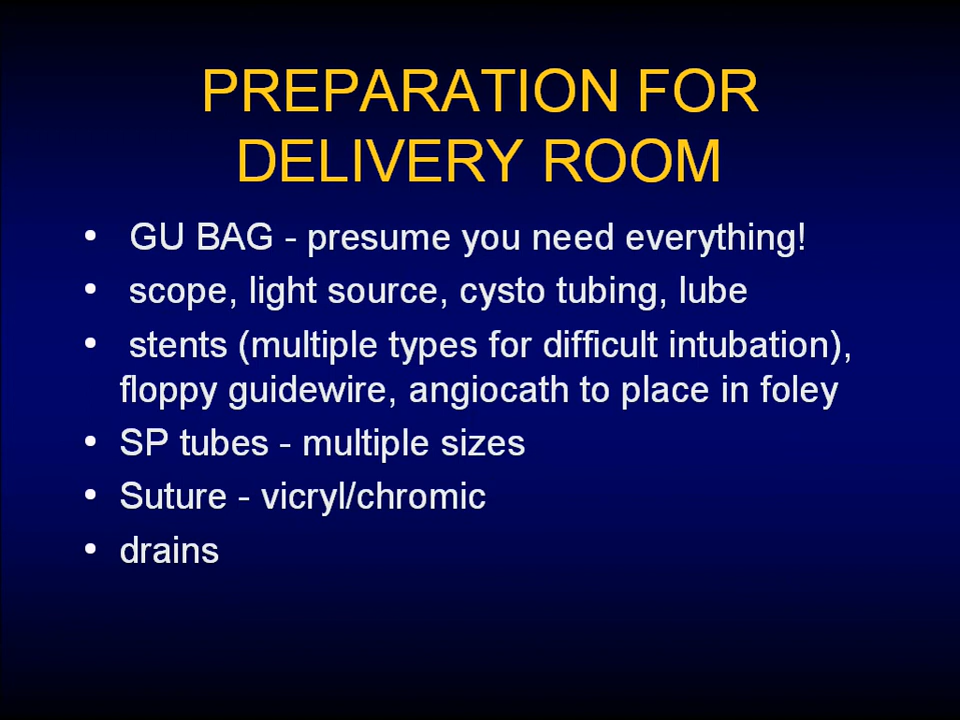 PREPARATION FOR
DELIVERY ROOM
• GU BAG - presume you need everything!
• scope, light source, cysto tubing, lube
• stents (multiple types for difficult intubation),
floppy guidewire, angiocath to place in foley
• SP tubes - multiple sizes
• Suture - vicryl/chromic
• drains